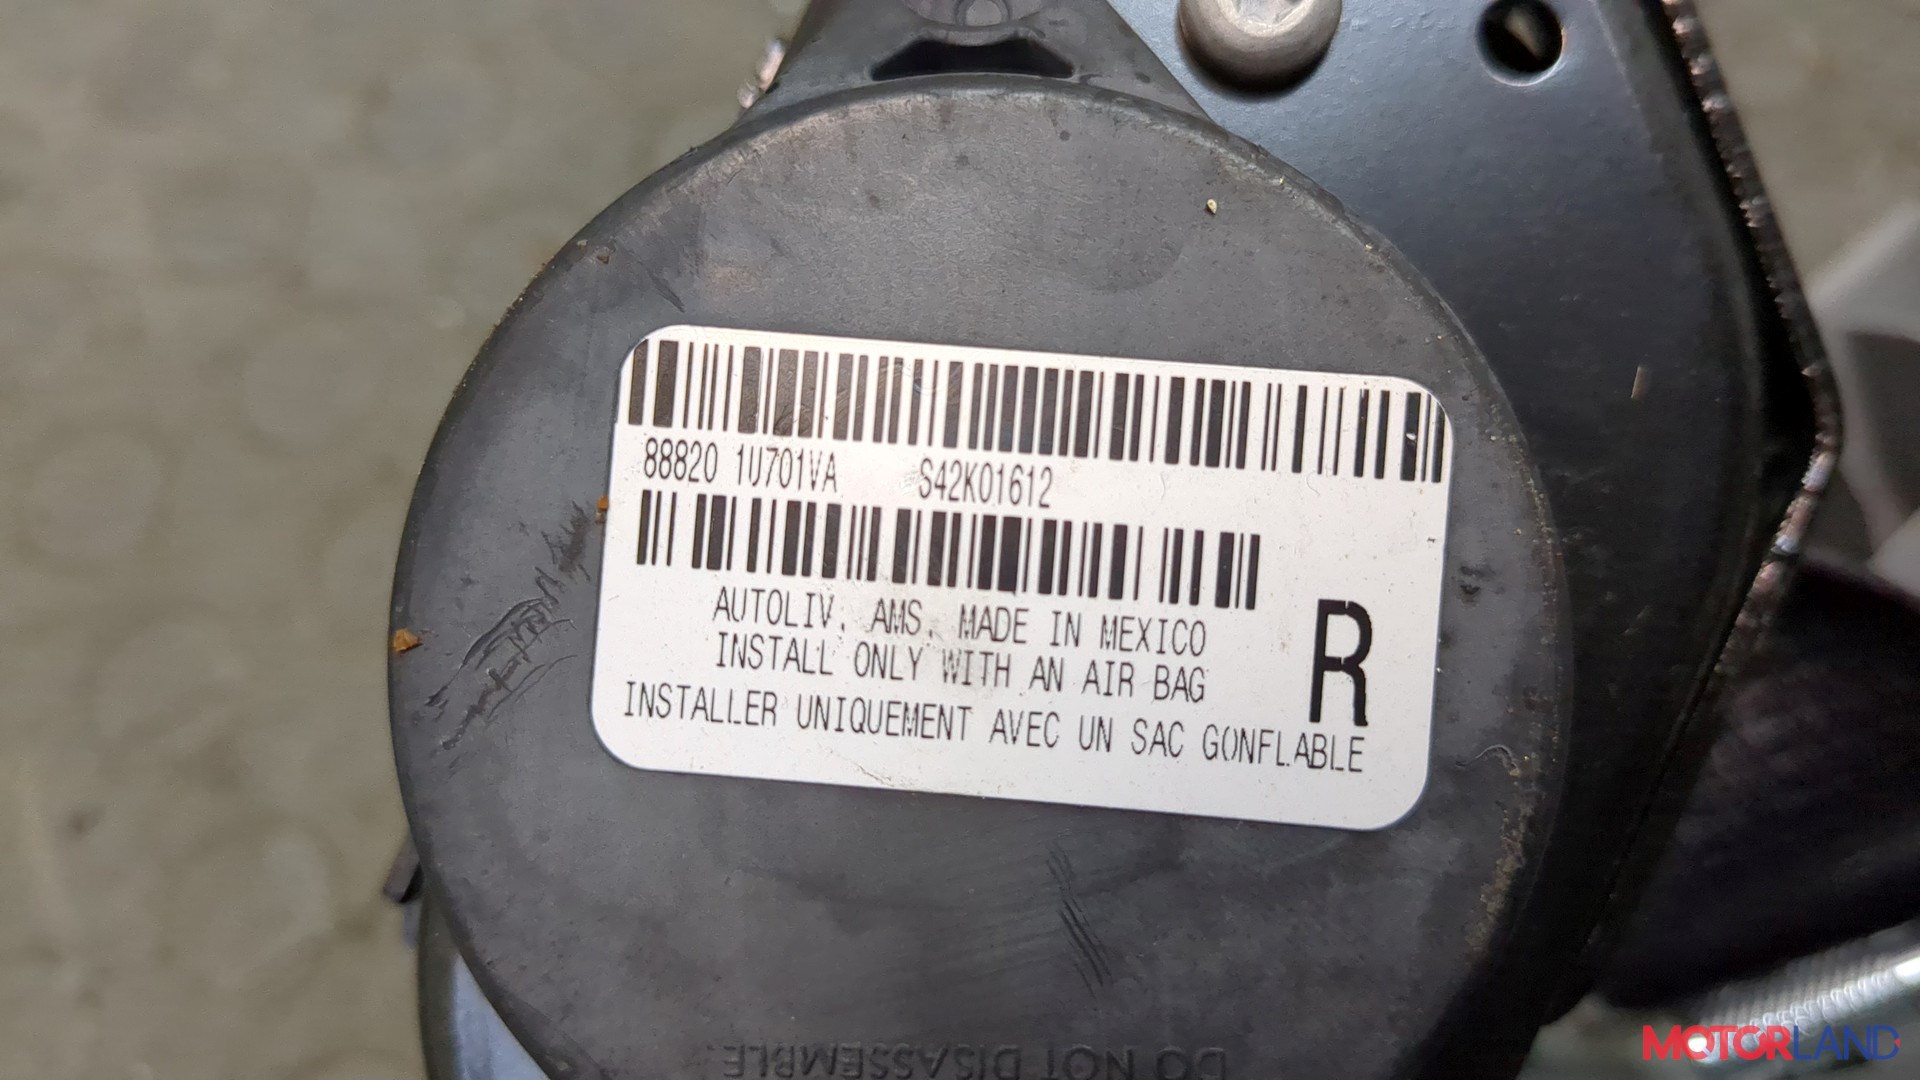 88820 1U701VA S42K01612
AUTOLIV, AMS, MADE IN MEXICO
INSTALL ONLY WITH AN AIR BAG
INSTALLER UNIQUEMENT AVEC UN SAC GONFLABLE
R
DO NOT DISASSEMBLE.
MOTORLAND